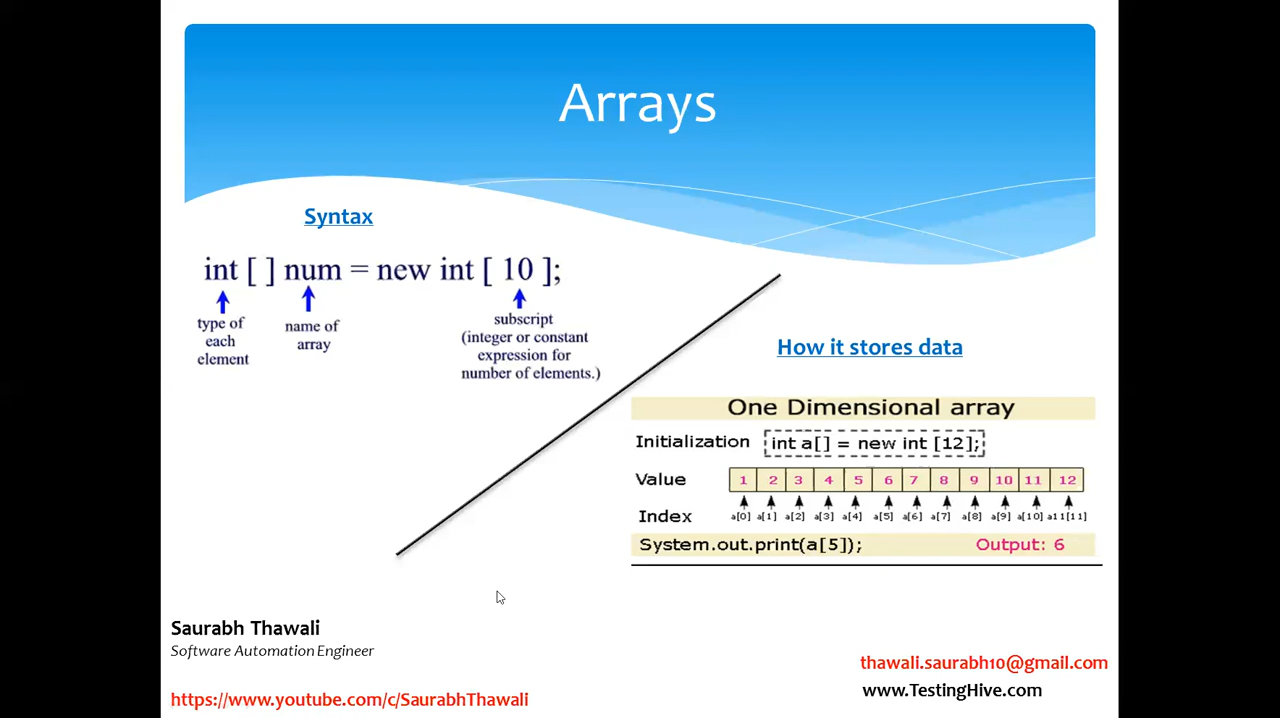 Arrays
Syntax
int [ ] num = new int [ 10 ];
type of
each
element
name of
array
subscript
(integer or constant
expression for
number of elements.)
How it stores data
One Dimensional array
Initialization int a[] = new int [12];
Value 1 2 3 4 5 6 7 8 9 10 11 12
Index a[0] a[1] a[2] a[3] a[4] a[5] a[6] a[7] a[8] a[9] a[10] a11[11]
System.out.print(a[5]); Output: 6
Saurabh Thawali
Software Automation Engineer
https://www.youtube.com/c/SaurabhThawali
thawali.saurabh10@gmail.com
www.TestingHive.com